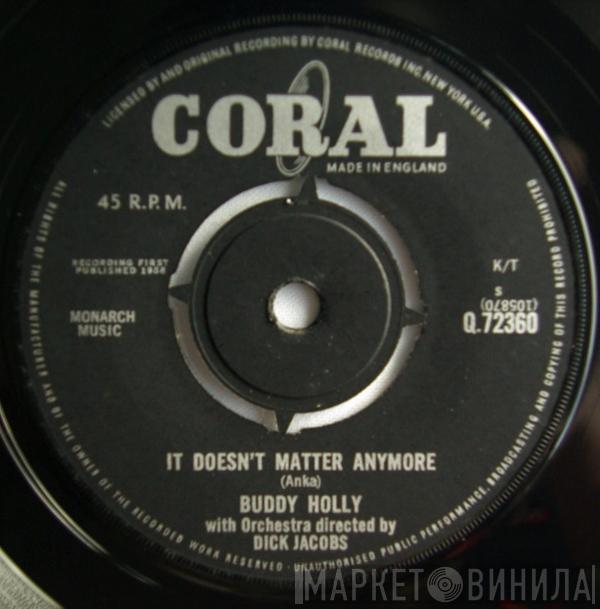 LICENSED BY AND ORIGINAL RECORDING BY CORAL RECORDS INC. NEW YORK U.S.A.
CORAL
MADE IN ENGLAND
45 R.P.M.
RECORDING FIRST
PUBLISHED 1958
MONARCH
MUSIC
K/T
S
(105870)
Q.72360
IT DOESN'T MATTER ANYMORE
(Anka)
BUDDY HOLLY
with Orchestra directed by
DICK JACOBS
ALL RIGHTS OF THE MANUFACTURER AND OF THE OWNER OF THE RECORDED WORK RESERVED · UNAUTHORISED PUBLIC PERFORMANCE, BROADCASTING AND COPYING OF THIS RECORD PROHIBITED
МАРКЕТ ВИНИЛА